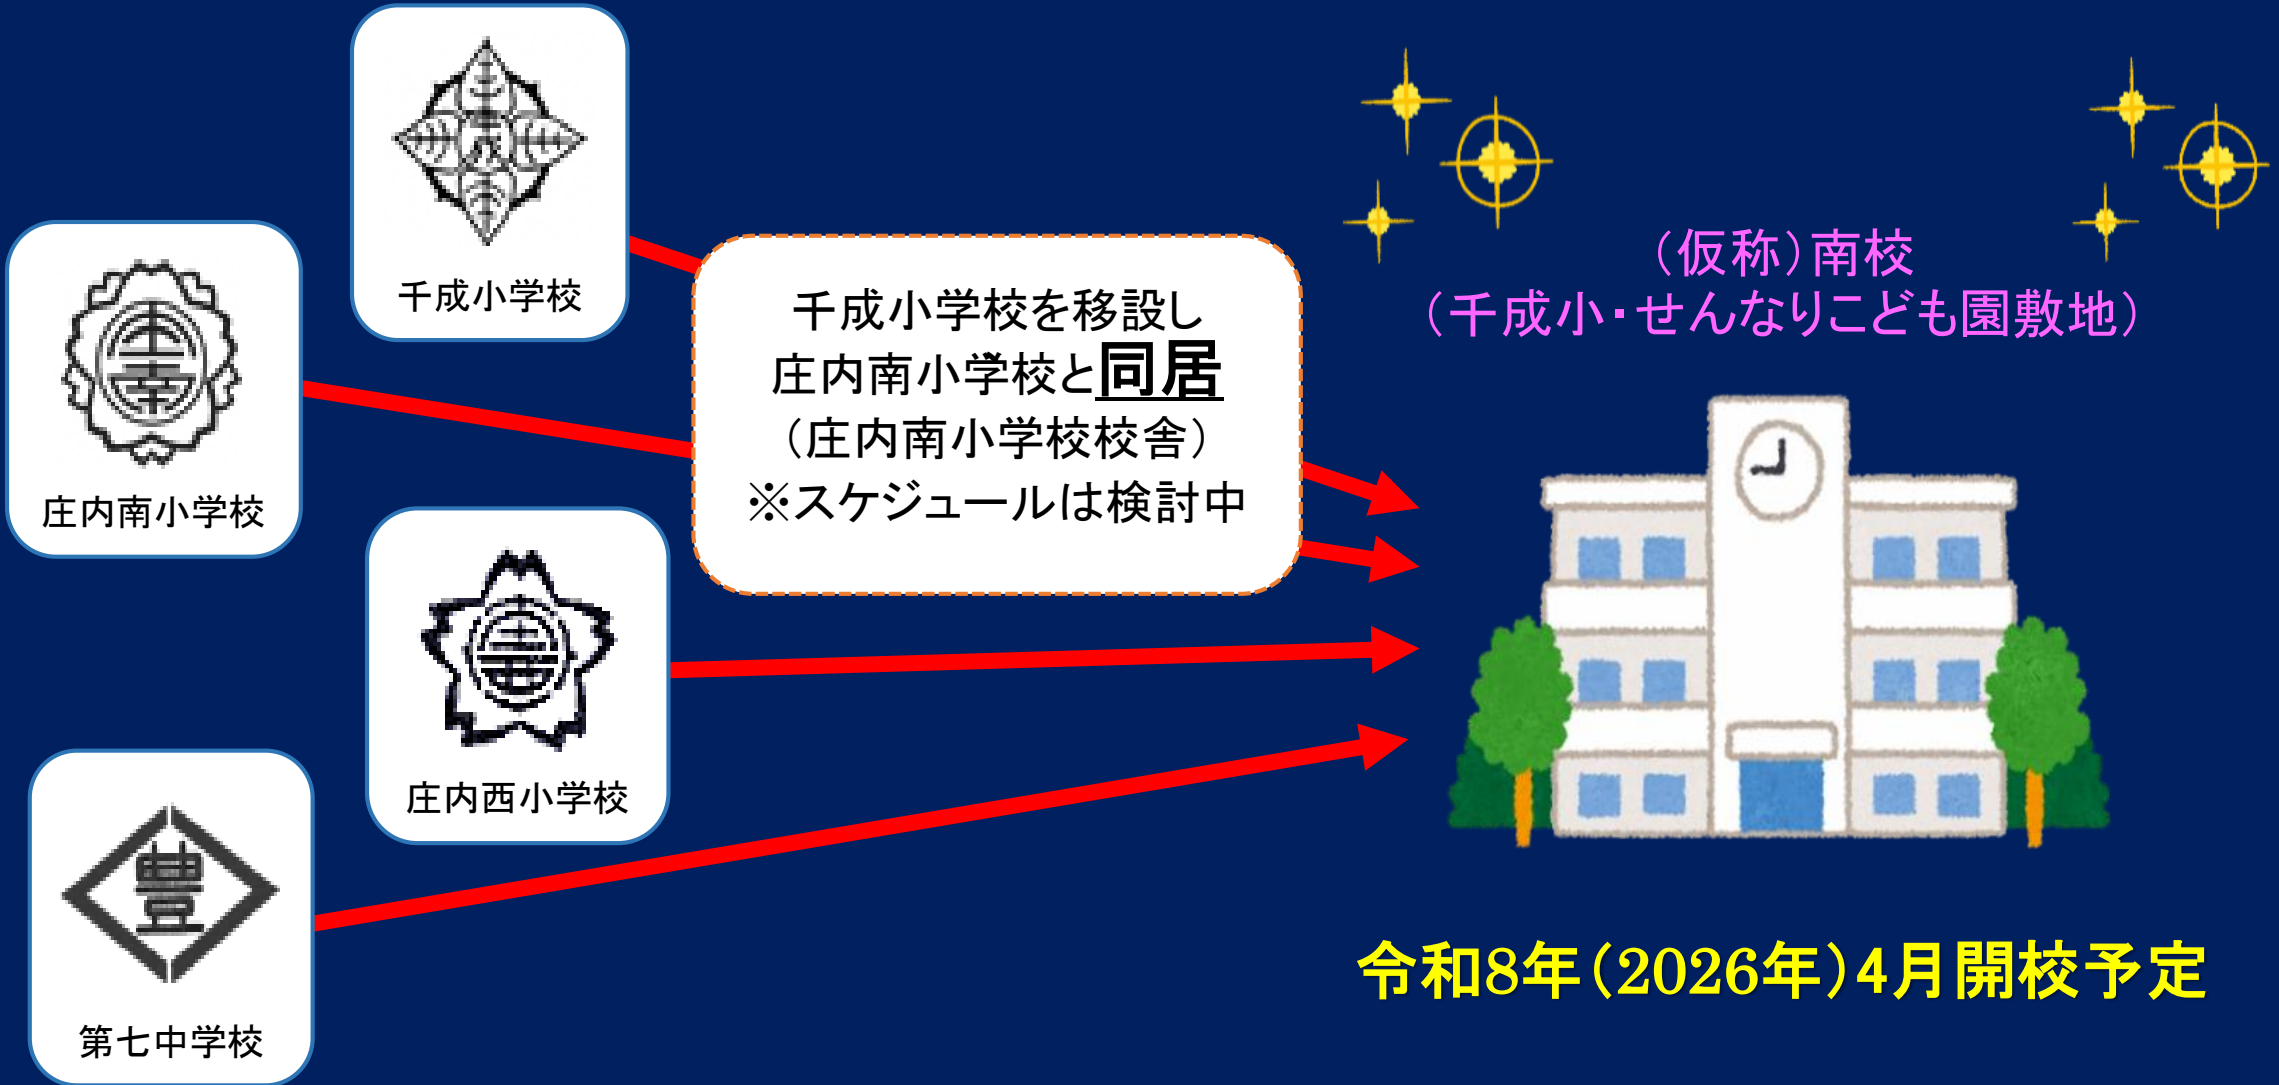 千成小学校
庄内南小学校
庄内西小学校
豊
第七中学校
千成小学校を移設し
庄内南小学校と同居
（庄内南小学校校舎）
※スケジュールは検討中
（仮称）南校
（千成小・せんなりこども園敷地）
令和8年（2026年）4月開校予定